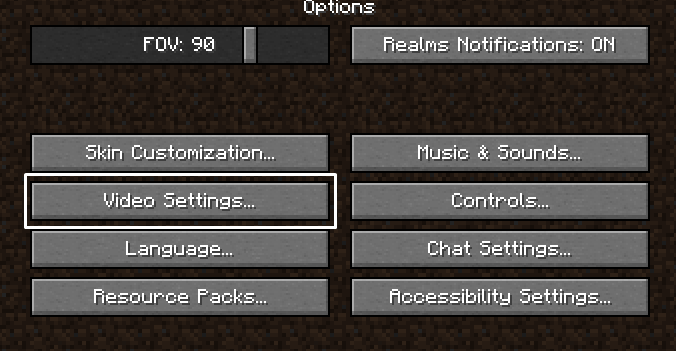 Options
FOV: 90
Realms Notifications: ON
Skin Customization...
Music & Sounds...
Video Settings...
Controls...
Language...
Chat Settings...
Resource Packs...
Accessibility Settings...